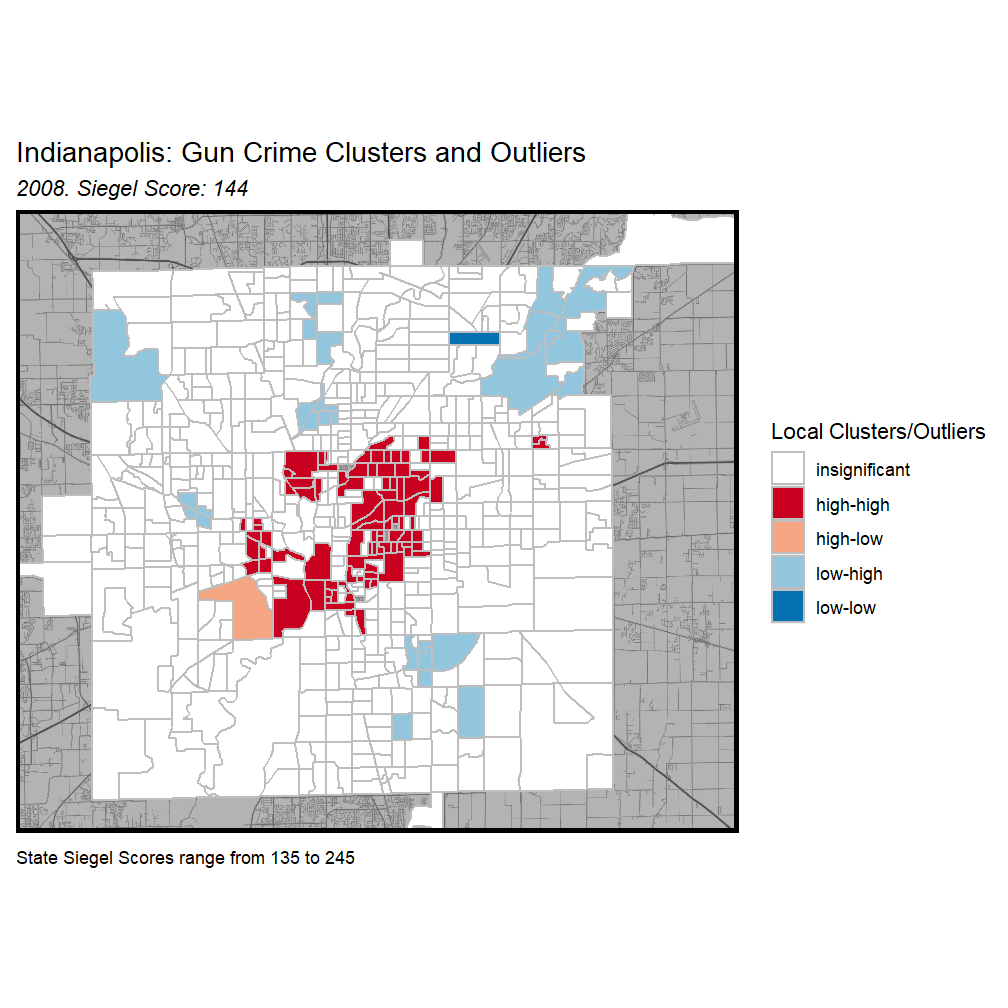 Indianapolis: Gun Crime Clusters and Outliers
2008. Siegel Score: 144
Local Clusters/Outliers
insignificant
high-high
high-low
low-high
low-low
State Siegel Scores range from 135 to 245